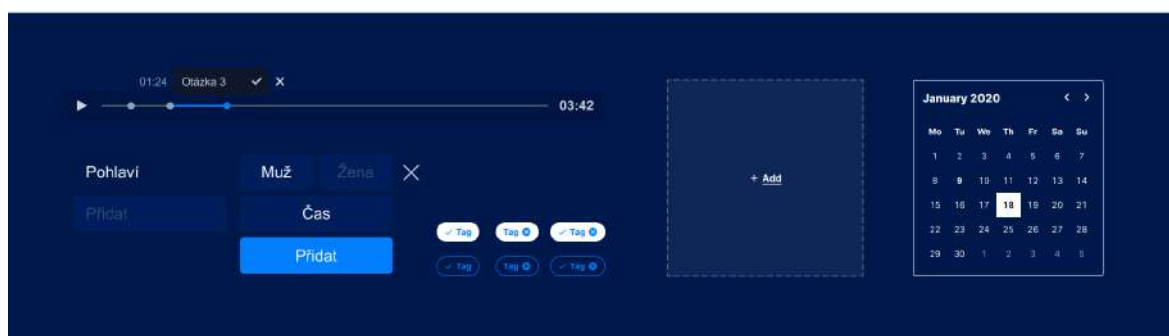 01:24 Otázka 3
03:42
Pohlaví Muž Žena
Přidat Čas
Přidat
Tag Tag Tag
Tag Tag Tag
+ Add
January 2020
Mo Tu We Th Fr Sa Su
1 2 3 4 5 6 7
8 9 10 11 12 13 14
15 16 17 18 19 20 21
22 23 24 25 26 27 28
29 30 1 2 3 4 5